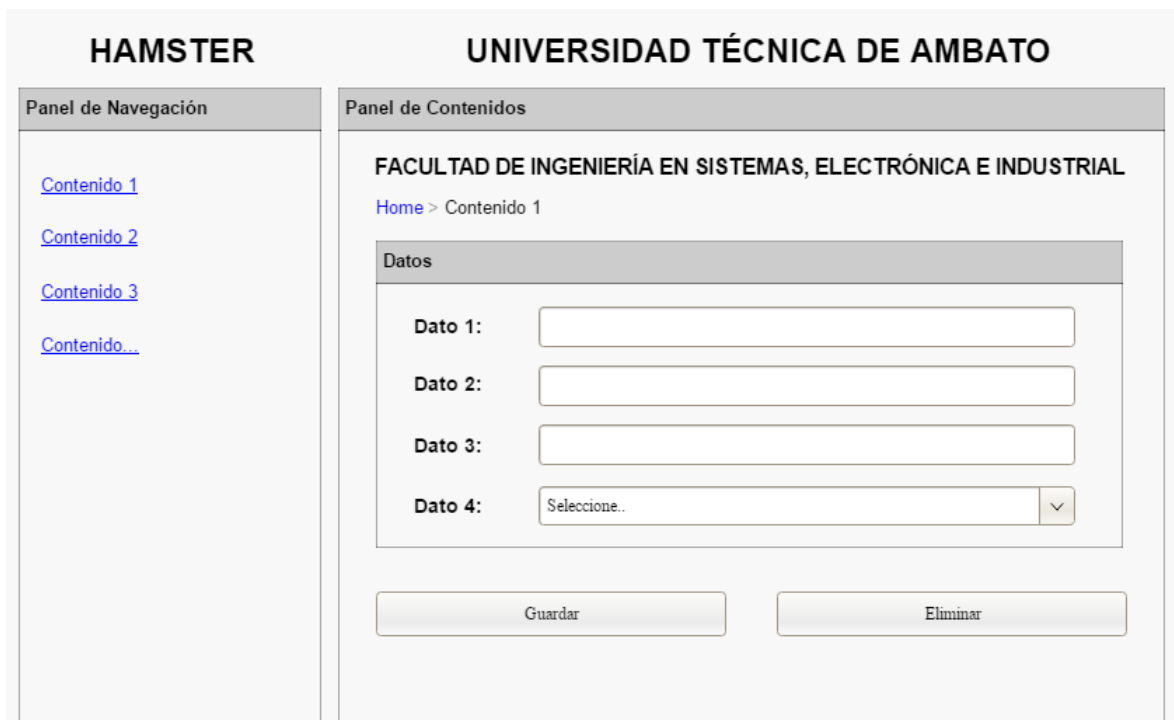 HAMSTER
UNIVERSIDAD TÉCNICA DE AMBATO
Panel de Navegación
Contenido 1
Contenido 2
Contenido 3
Contenido...
Panel de Contenidos
FACULTAD DE INGENIERÍA EN SISTEMAS, ELECTRÓNICA E INDUSTRIAL
Home > Contenido 1
Datos
Dato 1:
Dato 2:
Dato 3:
Dato 4: Seleccione..
Guardar
Eliminar